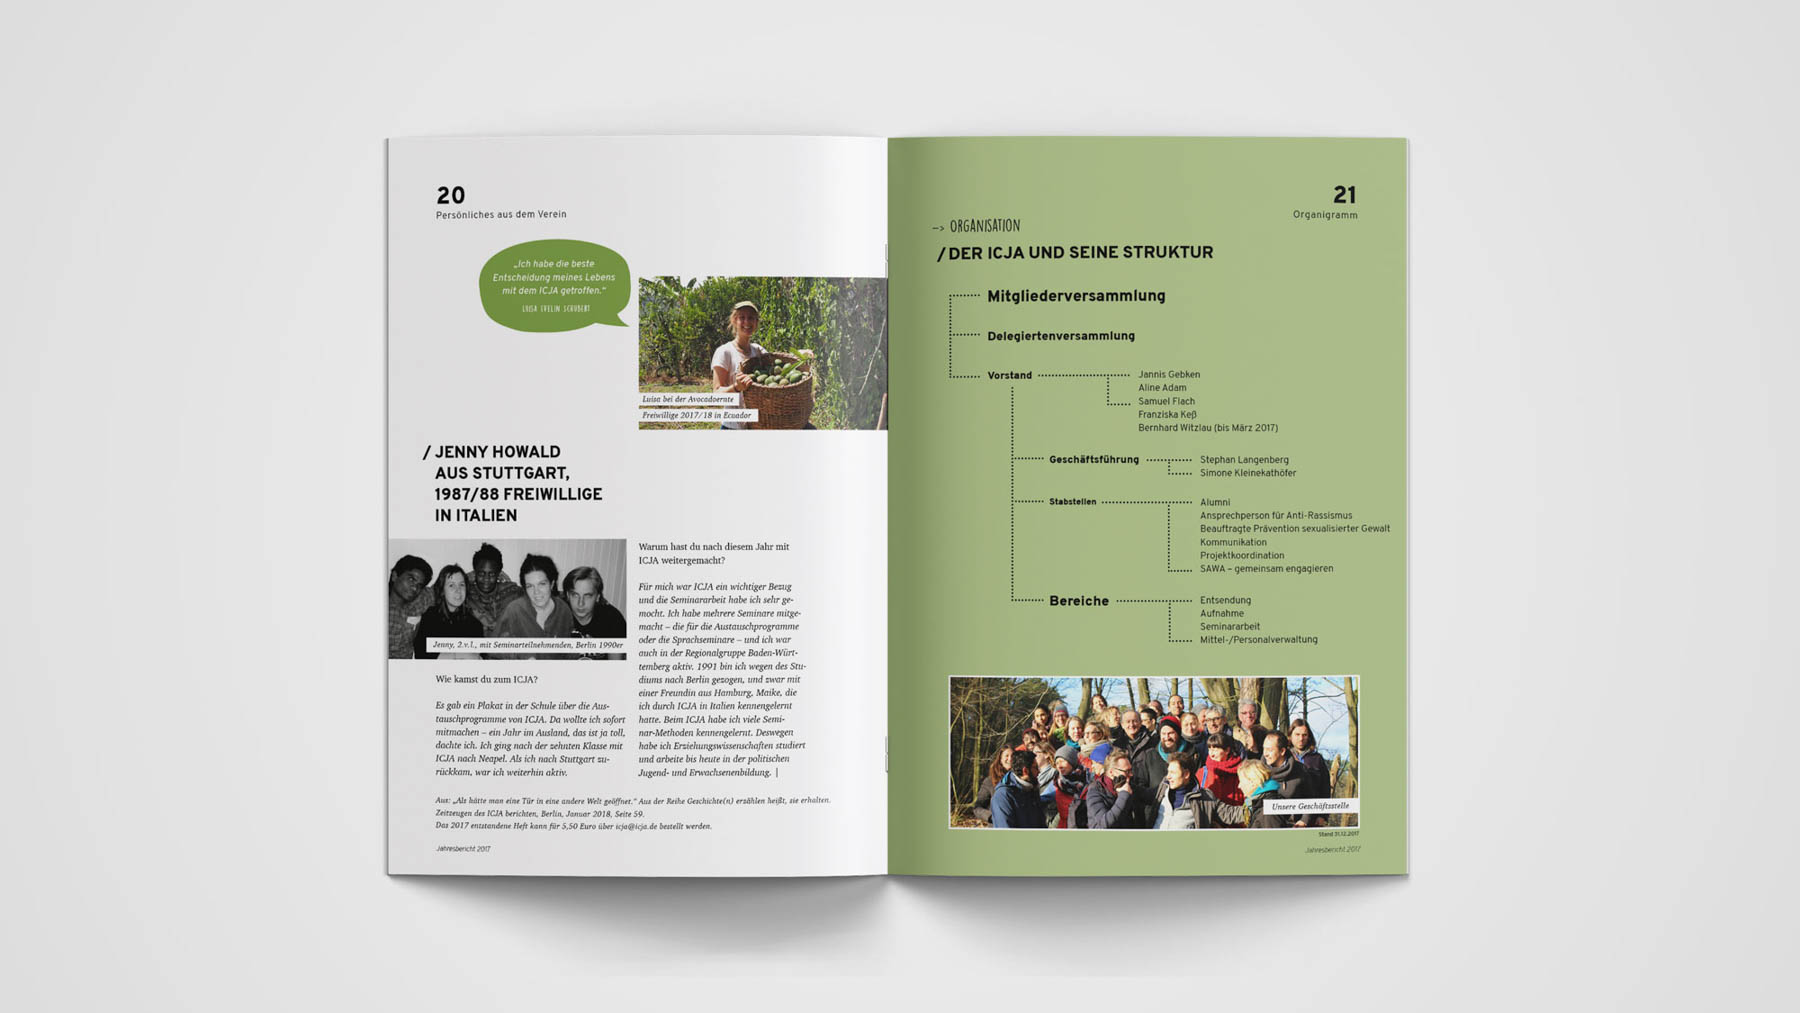 20
Persönliches aus dem Verein
„Ich habe die beste
Entscheidung meines Lebens
mit dem ICJA getroffen.“
LUISA EVELIN SCHUBERT
Luisa bei der Avocadoernte
Freiwillige 2017/18 in Ecuador
/ JENNY HOWALD
AUS STUTTGART,
1987/88 FREIWILLIGE
IN ITALIEN
Jenny, 2.v.l., mit Seminarteilnehmenden, Berlin 1990er
Wie kamst du zum ICJA?
Es gab ein Plakat in der Schule über die Aus-
tauschprogramme von ICJA. Da wollte ich sofort
mitmachen – ein Jahr im Ausland, das ist ja toll,
dachte ich. Ich ging nach der zehnten Klasse mit
ICJA nach Neapel. Als ich nach Stuttgart zu-
rückkam, war ich weiterhin aktiv.
Warum hast du nach diesem Jahr mit
ICJA weitergemacht?
Für mich war ICJA ein wichtiger Bezug
und die Seminararbeit habe ich sehr ge-
mocht. Ich habe mehrere Seminare mitge-
macht – die für die Austauschprogramme
oder die Sprachseminare – und ich war
auch in der Regionalgruppe Baden-Würt-
temberg aktiv. 1991 bin ich wegen des Stu-
diums nach Berlin gezogen, und zwar mit
einer Freundin aus Hamburg, Maike, die
ich durch ICJA in Italien kennengelernt
hatte. Beim ICJA habe ich viele Semi-
nar-Methoden kennengelernt. Deswegen
habe ich Erziehungswissenschaften studiert
und arbeite bis heute in der politischen
Jugend- und Erwachsenenbildung. |
Aus: „Als hätte man eine Tür in eine andere Welt geöffnet.“ Aus der Reihe Geschichte(n) erzählen heißt, sie erhalten.
Zeitzeugen des ICJA berichten, Berlin, Januar 2018, Seite 59.
Das 2017 entstandene Heft kann für 5,50 Euro über icja@icja.de bestellt werden.
Jahresbericht 2017
21
Organigramm
–> ORGANISATION
/ DER ICJA UND SEINE STRUKTUR
Mitgliederversammlung
Delegiertenversammlung
Vorstand
Jannis Gebken
Aline Adam
Samuel Flach
Franziska Keß
Bernhard Witzlau (bis März 2017)
Geschäftsführung
Stephan Langenberg
Simone Kleinekathöfer
Stabstellen
Alumni
Ansprechperson für Anti-Rassismus
Beauftragte Prävention sexualisierter Gewalt
Kommunikation
Projektkoordination
SAWA – gemeinsam engagieren
Bereiche
Entsendung
Aufnahme
Seminararbeit
Mittel-/Personalverwaltung
Unsere Geschäftsstelle
Stand 31.12.2017
Jahresbericht 2017